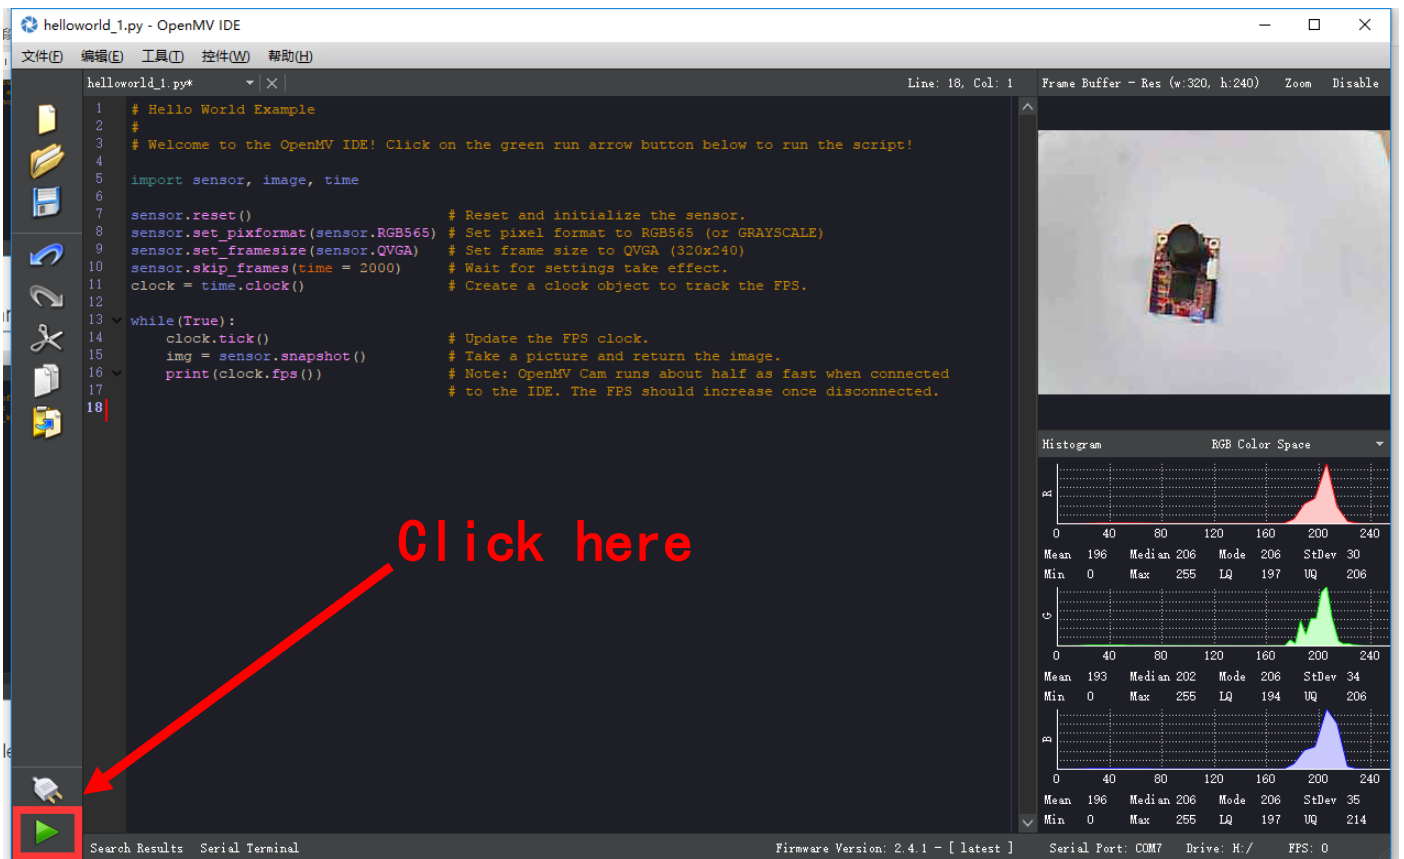 helloworld_1.py - OpenMV IDE
文件(F) 编辑(E) 工具(T) 控件(W) 帮助(H)
helloworld_1.py* Line: 18, Col: 1 Frame Buffer - Res (w:320, h:240) Zoom Disable
1 # Hello World Example
2 #
3 # Welcome to the OpenMV IDE! Click on the green run arrow button below to run the script!
4
5 import sensor, image, time
6
7 sensor.reset() # Reset and initialize the sensor.
8 sensor.set_pixformat(sensor.RGB565) # Set pixel format to RGB565 (or GRAYSCALE)
9 sensor.set_framesize(sensor.QVGA) # Set frame size to QVGA (320x240)
10 sensor.skip_frames(time = 2000) # Wait for settings take effect.
11 clock = time.clock() # Create a clock object to track the FPS.
12
13 while(True):
14 clock.tick() # Update the FPS clock.
15 img = sensor.snapshot() # Take a picture and return the image.
16 print(clock.fps()) # Note: OpenMV Cam runs about half as fast when connected
17 # to the IDE. The FPS should increase once disconnected.
18
Click here
Histogram RGB Color Space
R
0 40 80 120 160 200 240
Mean 196 Median 206 Mode 206 StDev 30
Min 0 Max 255 LQ 197 UQ 206
G
0 40 80 120 160 200 240
Mean 193 Median 202 Mode 206 StDev 34
Min 0 Max 255 LQ 194 UQ 206
B
0 40 80 120 160 200 240
Mean 196 Median 206 Mode 206 StDev 35
Min 0 Max 255 LQ 197 UQ 214
Search Results Serial Terminal Firmware Version: 2.4.1 - [ latest ] Serial Port: COM7 Drive: H:/ FPS: 0